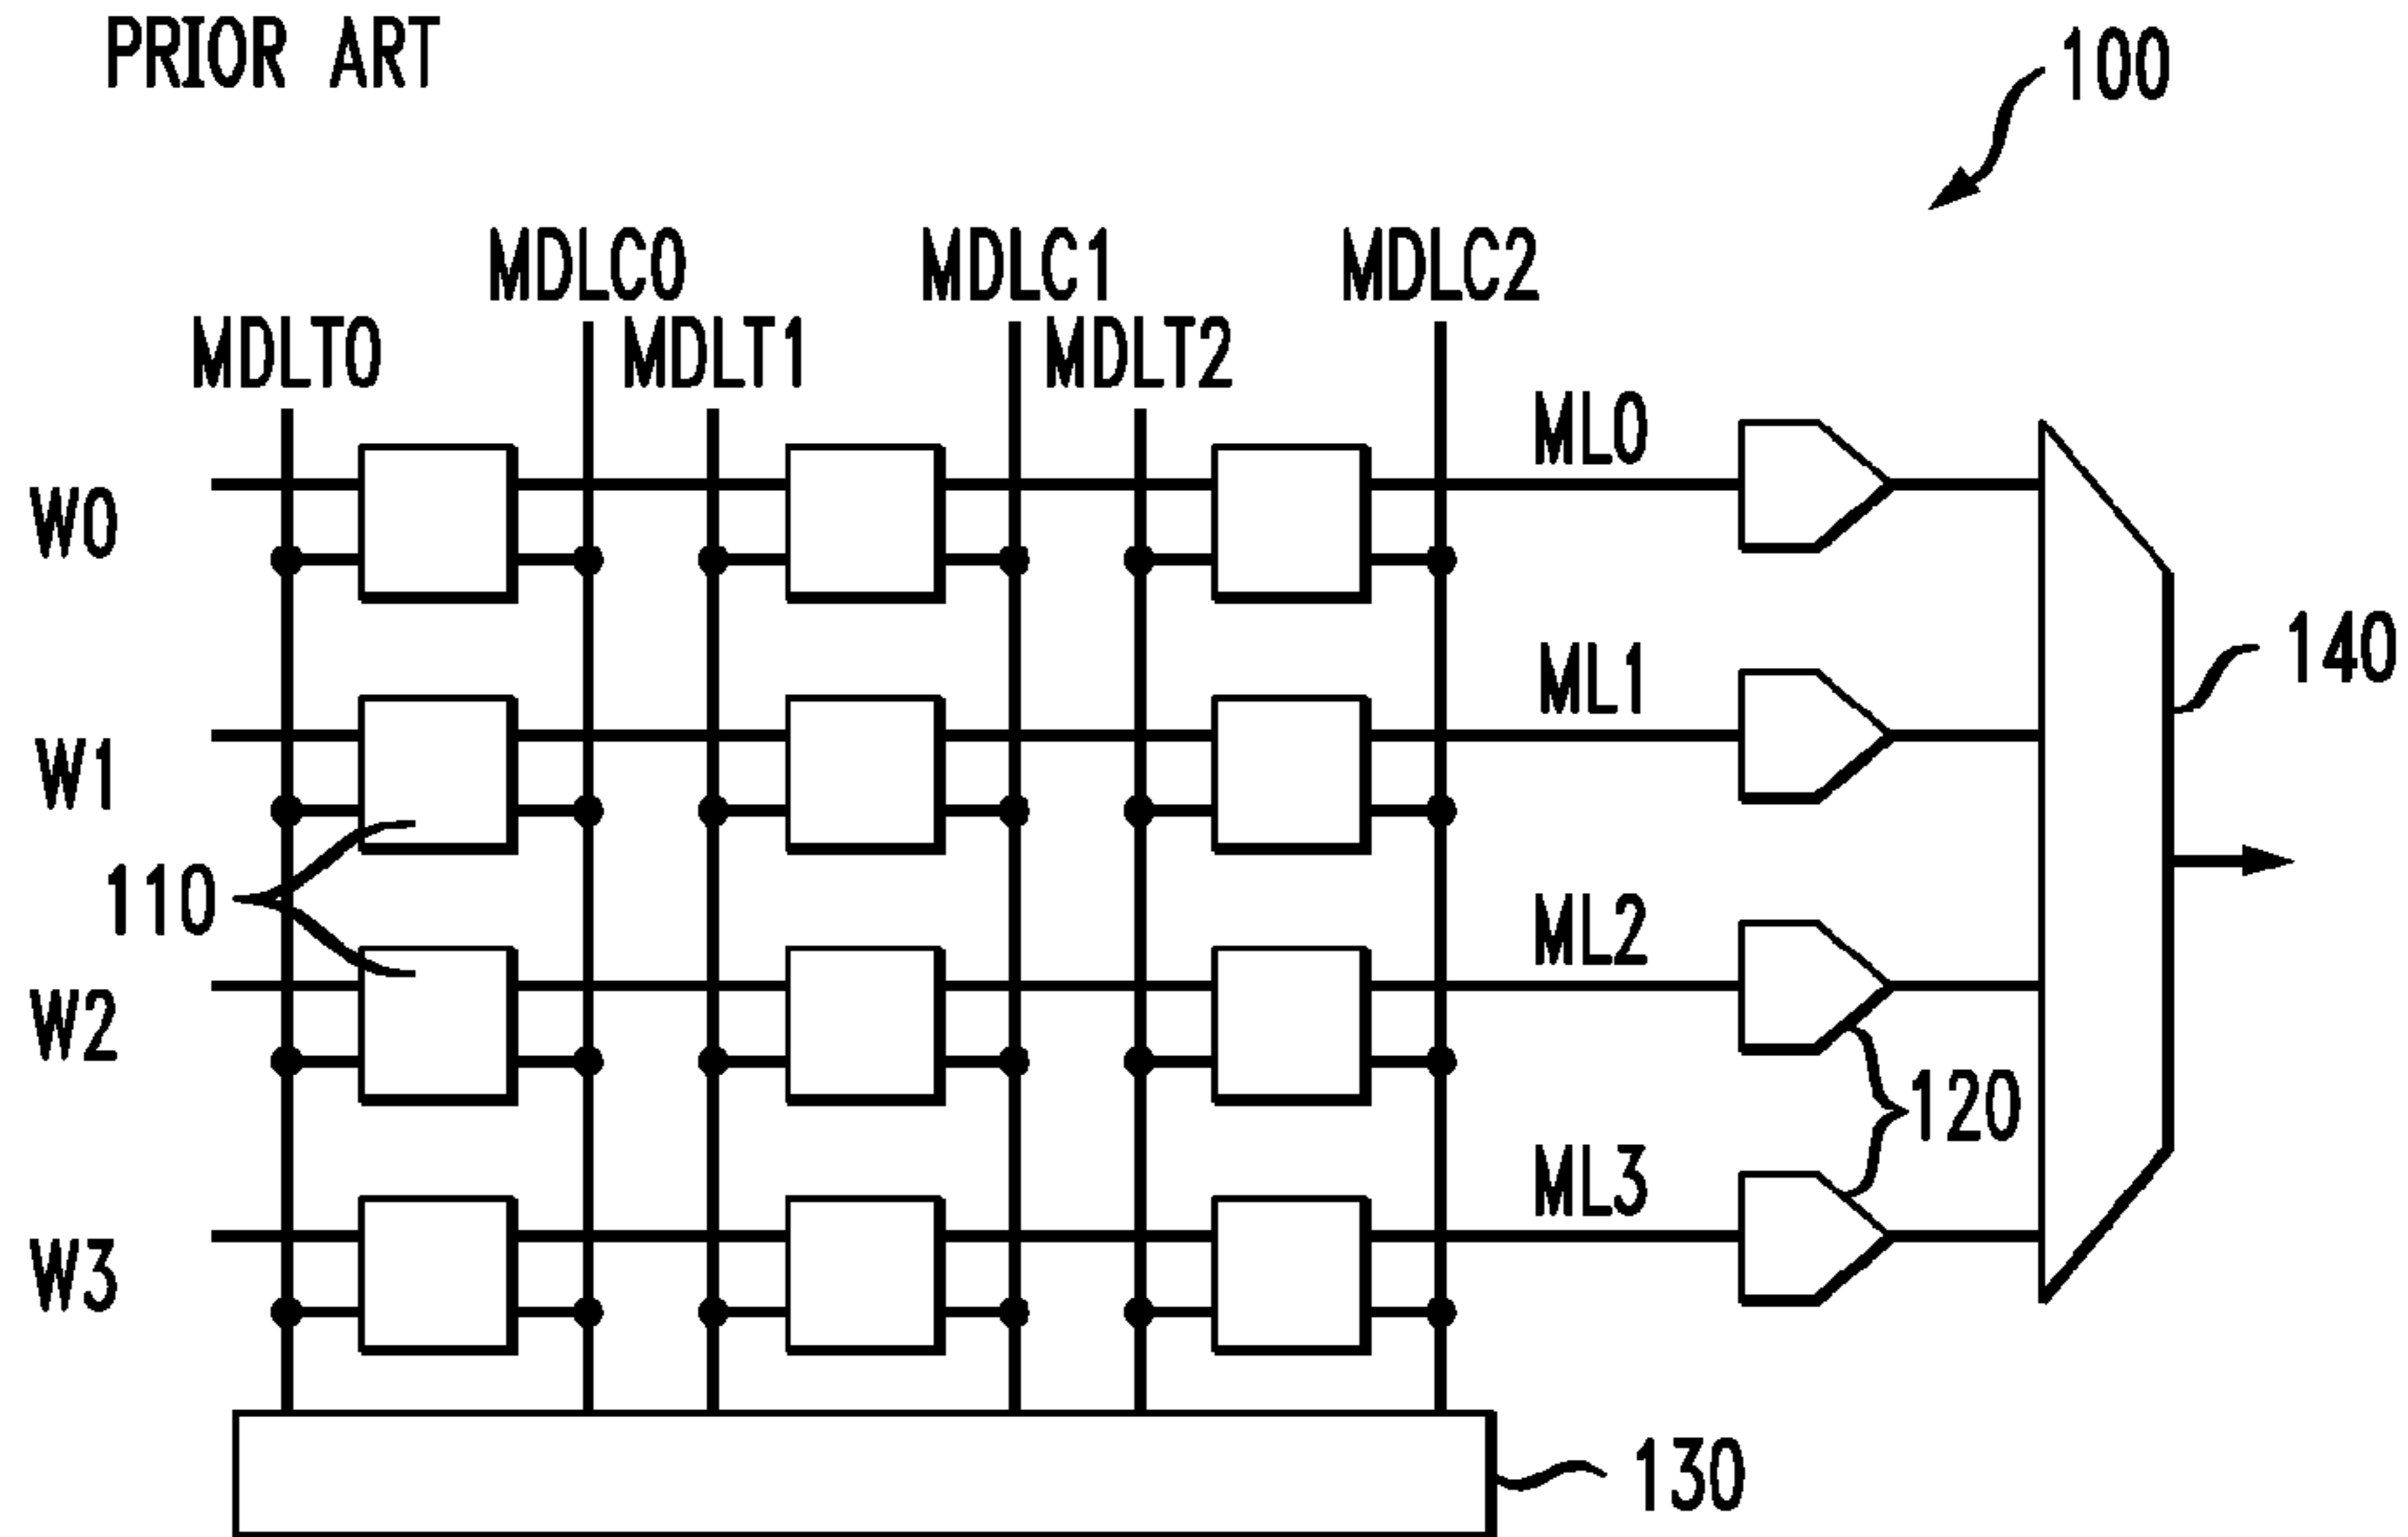 PRIOR ART
100
MDLC0 MDLC1 MDLC2
MDLT0 MDLT1 MDLT2
ML0
W0
ML1
140
W1
110
ML2
W2
120
ML3
W3
130